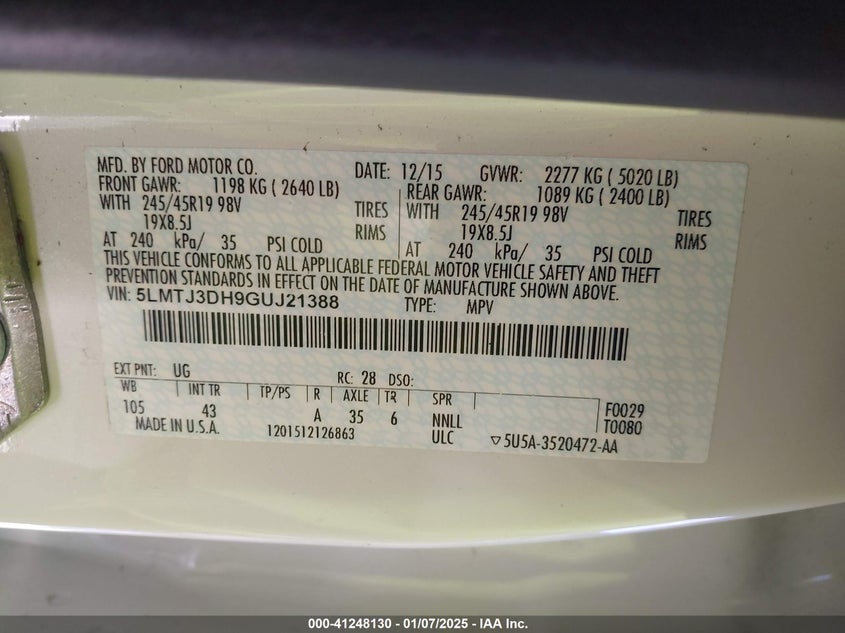 MFD. BY FORD MOTOR CO. DATE: 12/15 GVWR: 2277 KG ( 5020 LB)
FRONT GAWR: 1198 KG ( 2640 LB) REAR GAWR: 1089 KG ( 2400 LB)
WITH 245/45R19 98V TIRES WITH 245/45R19 98V TIRES
19X8.5J RIMS 19X8.5J RIMS
AT 240 kPa/ 35 PSI COLD AT 240 kPa/ 35 PSI COLD
THIS VEHICLE CONFORMS TO ALL APPLICABLE FEDERAL MOTOR VEHICLE SAFETY AND THEFT
PREVENTION STANDARDS IN EFFECT ON THE DATE OF MANUFACTURE SHOWN ABOVE.
VIN: 5LMTJ3DH9GUJ21388 TYPE: MPV
EXT PNT: UG RC: 28 DSO:
WB INT TR TP/PS R AXLE TR SPR
105 43 A 35 6 NNLL F0029
MADE IN U.S.A. 1201512126863 ULC T0080
▽5U5A-3520472-AA
000-41248130 - 01/07/2025 - IAA Inc.